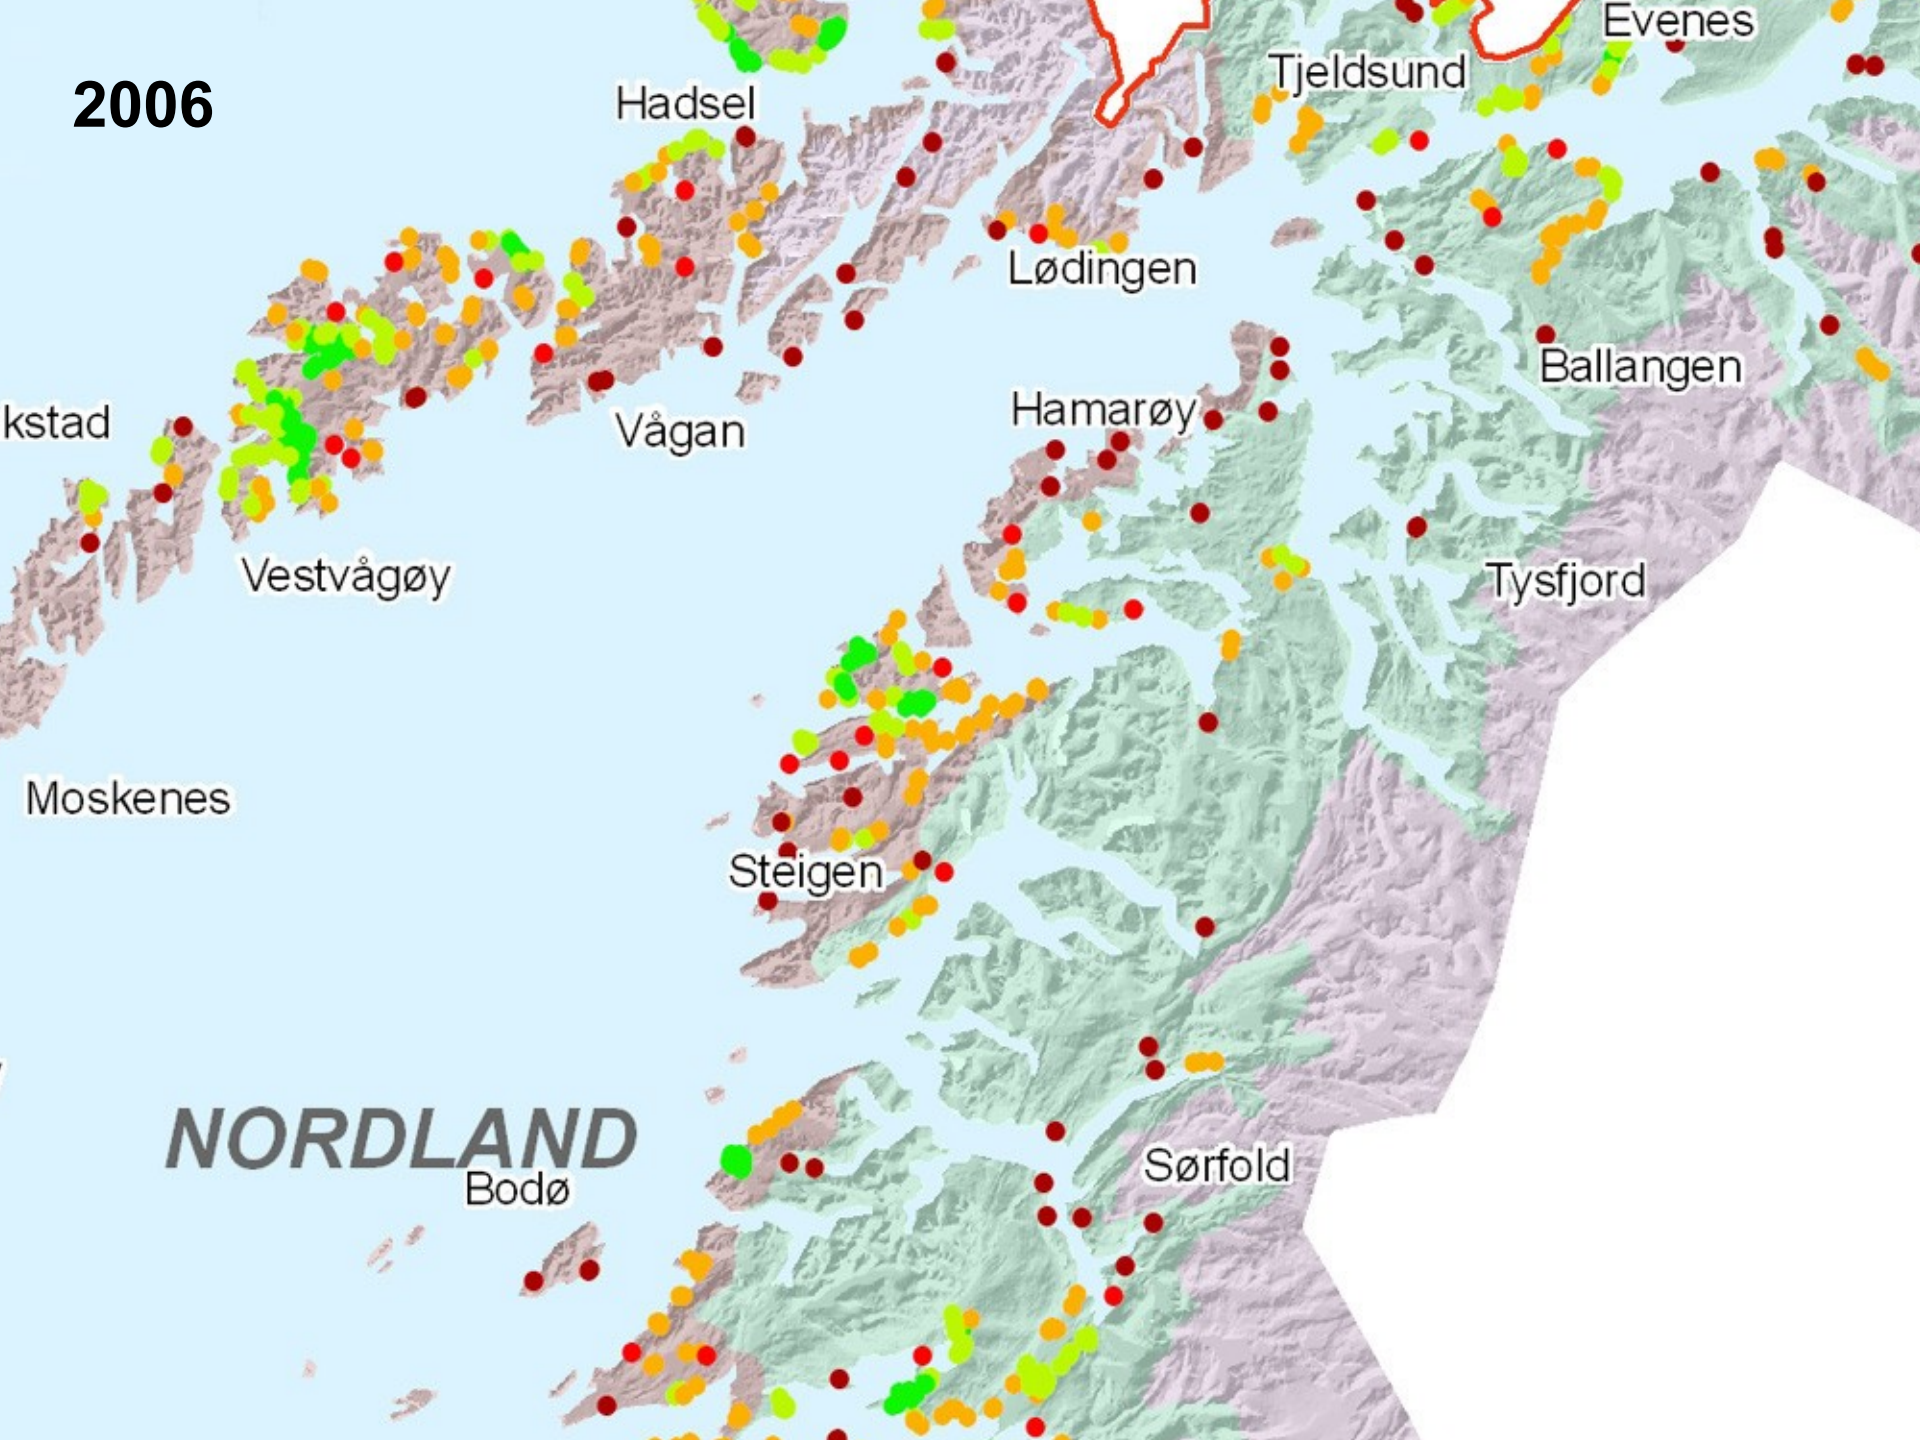 Evenes
Tjeldsund
2006
Hadsel
Lødingen
Ballangen
Hamarøy
kstad
Vågan
Vestvågøy
Tysfjord
Moskenes
Steigen
NORDLAND
Sørfold
Bodø